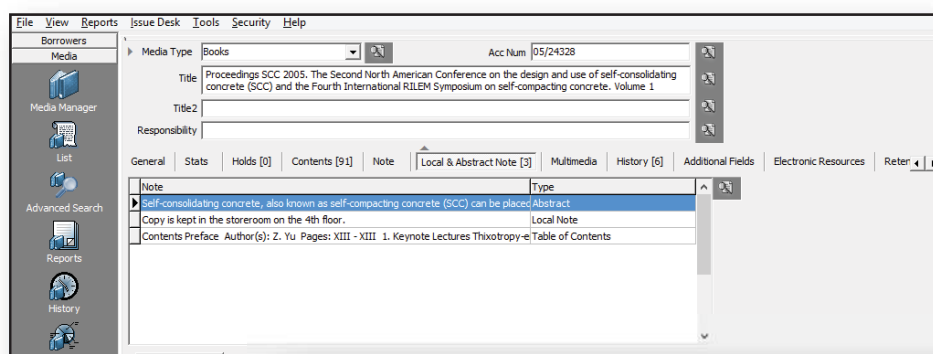 File View Reports Issue Desk Tools Security Help
Borrowers
Media
Media Manager
List
Advanced Search
Reports
History
Media Type Books Acc Num 05/24328
Title Proceedings SCC 2005. The Second North American Conference on the design and use of self-consolidating
concrete (SCC) and the Fourth International RILEM Symposium on self-compacting concrete. Volume 1
Title2
Responsibility
General Stats Holds [0] Contents [91] Note Local & Abstract Note [3] Multimedia History [6] Additional Fields Electronic Resources Reter
Note Type
Self-consolidating concrete, also known as self-compacting concrete (SCC) can be placed Abstract
Copy is kept in the storeroom on the 4th floor. Local Note
Contents Preface Author(s): Z. Yu Pages: XIII - XIII 1. Keynote Lectures Thixotropy-e Table of Contents